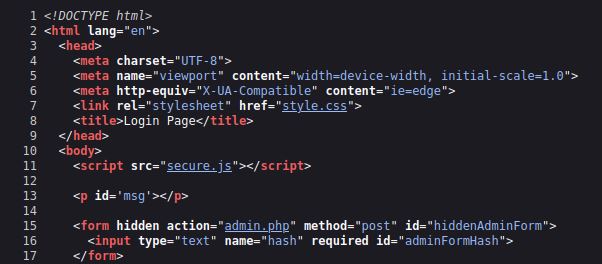 1 <!DOCTYPE html>
2 <html lang="en">
3   <head>
4     <meta charset="UTF-8">
5     <meta name="viewport" content="width=device-width, initial-scale=1.0">
6     <meta http-equiv="X-UA-Compatible" content="ie=edge">
7     <link rel="stylesheet" href="style.css">
8     <title>Login Page</title>
9   </head>
10   <body>
11     <script src="secure.js"></script>
12
13     <p id='msg'></p>
14
15     <form hidden action="admin.php" method="post" id="hiddenAdminForm">
16       <input type="text" name="hash" required id="adminFormHash">
17     </form>